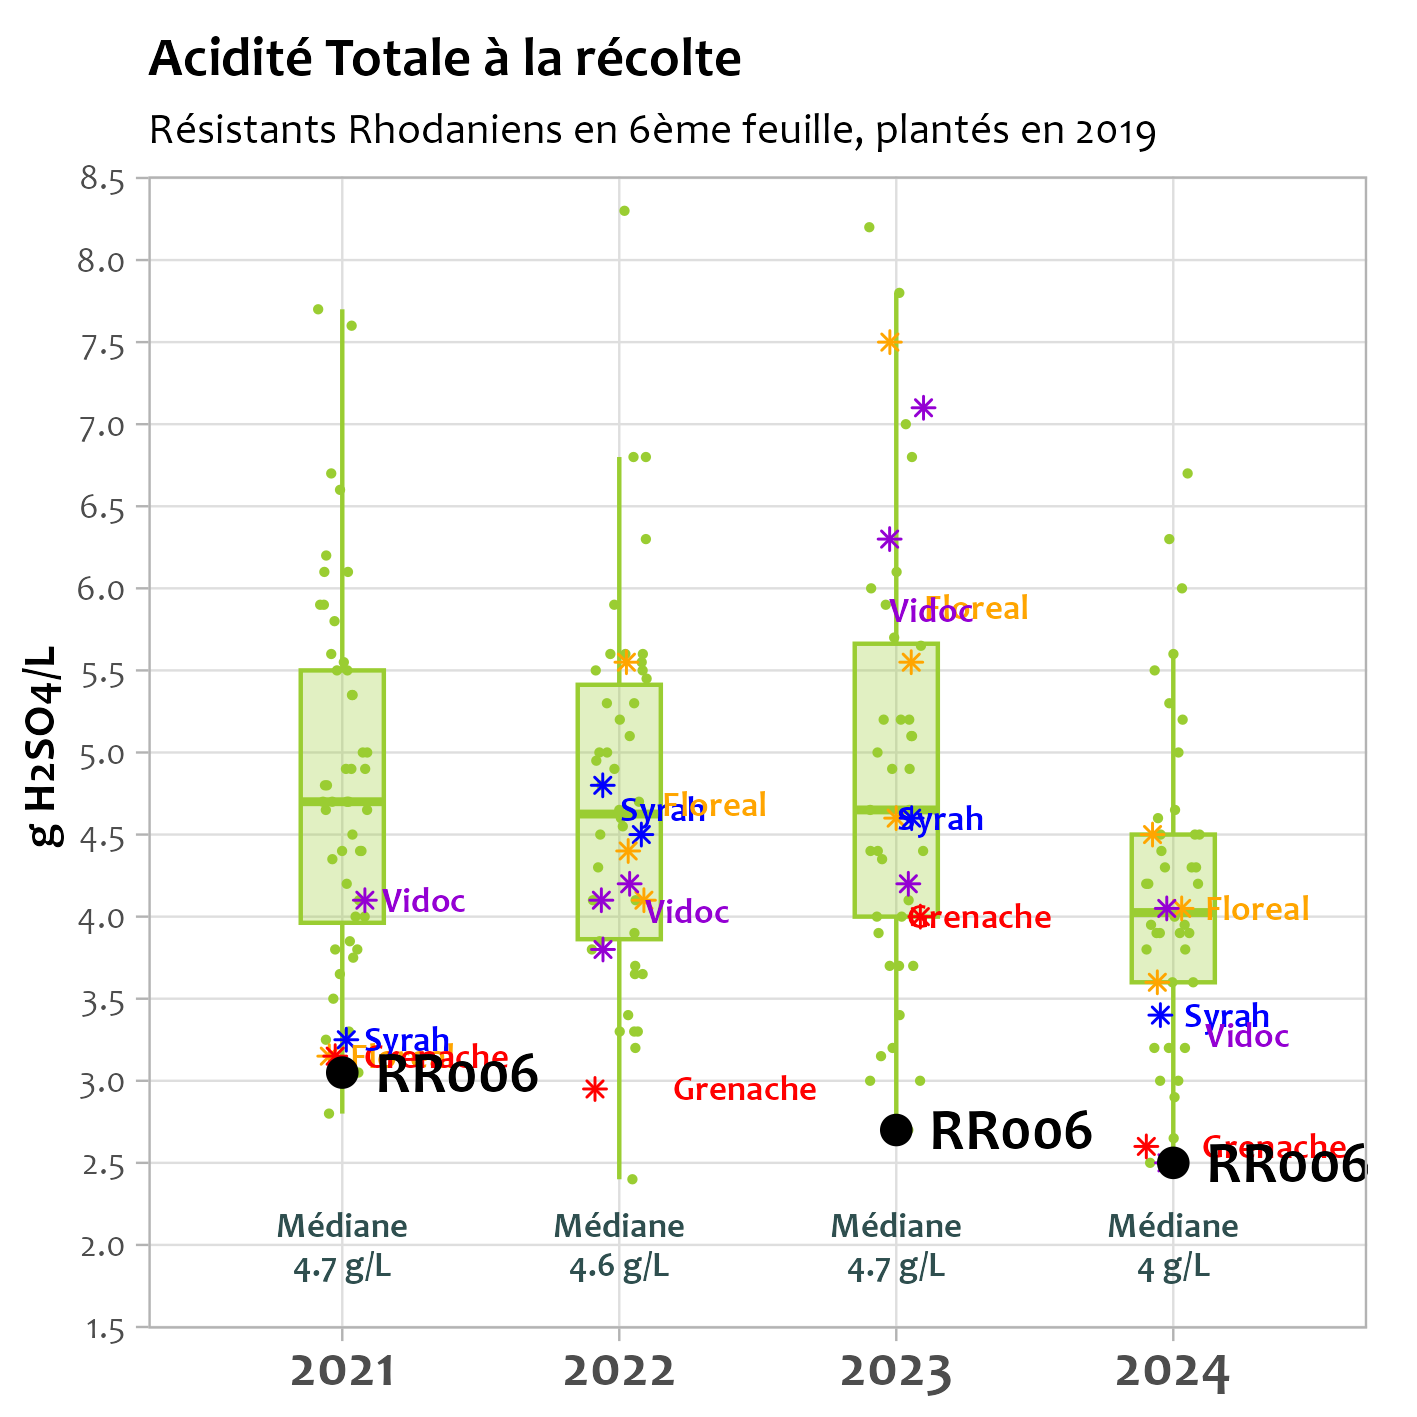 Acidité Totale à la récolte
Résistants Rhodaniens en 6ème feuille, plantés en 2019
g H2SO4/L
8.5
8.0
7.5
7.0
6.5
6.0
5.5
5.0
4.5
4.0
3.5
3.0
2.5
2.0
1.5
Vidoc
Syrah
Floreal
Grenache
RR006
Syrah
Floreal
Vidoc
Grenache
Vidoc
Floreal
Syrah
Grenache
RR006
Floreal
Syrah
Vidoc
Grenache
RR006
Médiane
4.7 g/L
Médiane
4.6 g/L
Médiane
4.7 g/L
Médiane
4 g/L
2021
2022
2023
2024